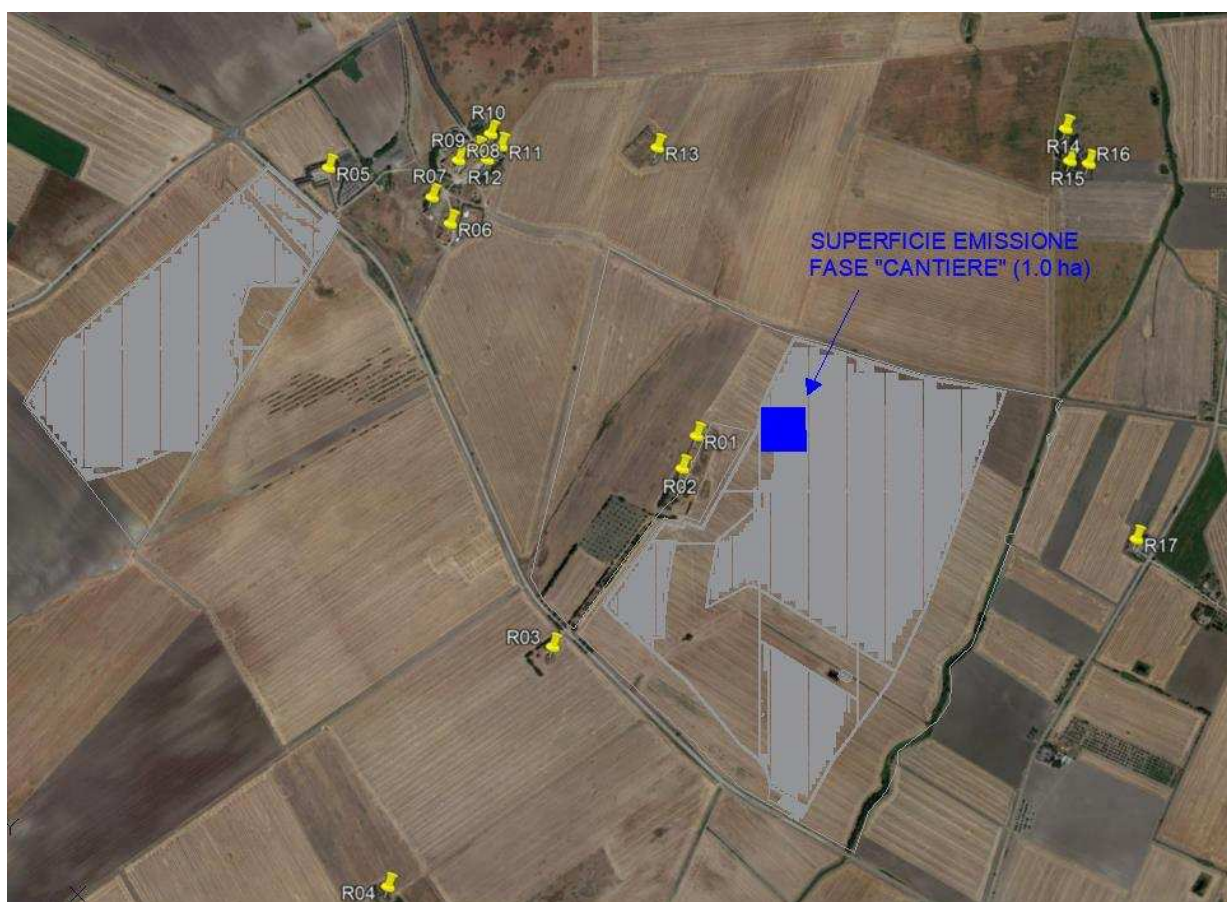 R10
R09
R08
R11
R13
R14
R16
R05
R12
R15
R07
R06
SUPERFICIE EMISSIONE
FASE "CANTIERE" (1.0 ha)
R01
R02
R17
R03
R04
Y
X